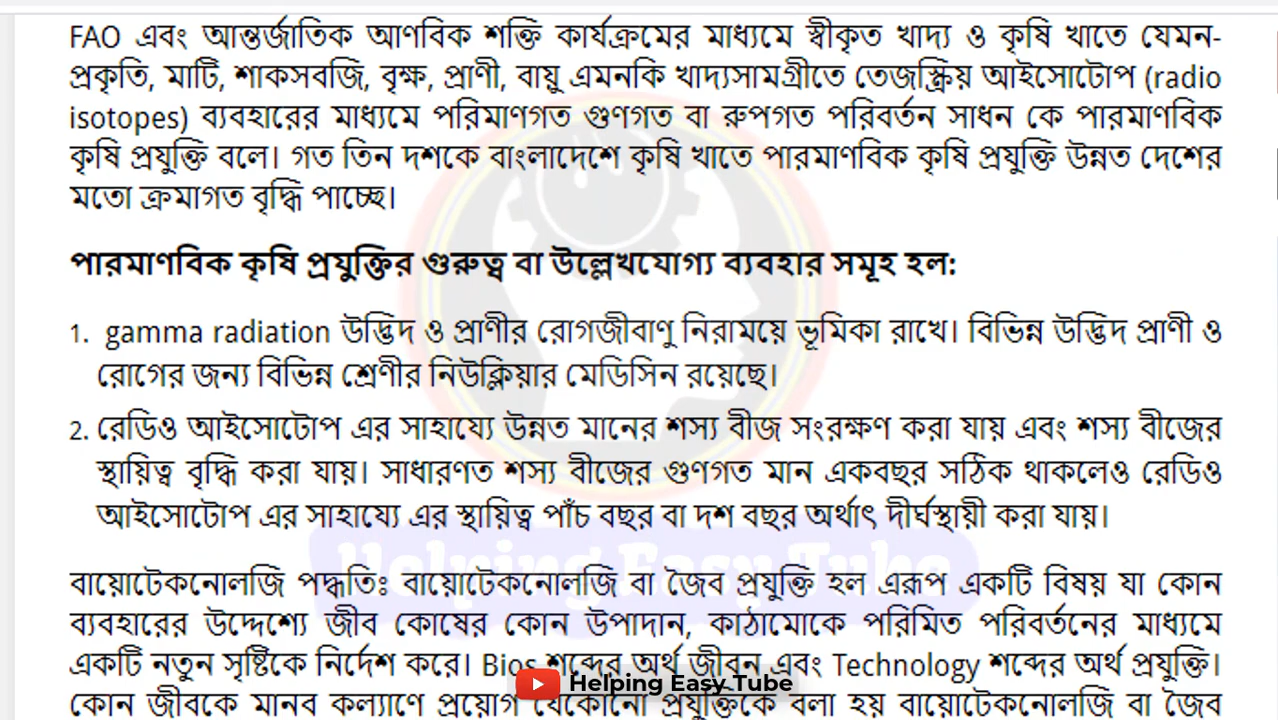 FAO এবং আন্তর্জাতিক আণবিক শক্তি কার্যক্রমের মাধ্যমে স্বীকৃত খাদ্য ও কৃষি খাতে যেমন-
প্রকৃতি, মাটি, শাকসবজি, বৃক্ষ, প্রাণী, বায়ু এমনকি খাদ্যসামগ্রীতে তেজস্ক্রিয় আইসোটোপ (radio
isotopes) ব্যবহারের মাধ্যমে পরিমাণগত গুণগত বা রুপগত পরিবর্তন সাধন কে পারমাণবিক
কৃষি প্রযুক্তি বলে। গত তিন দশকে বাংলাদেশে কৃষি খাতে পারমাণবিক কৃষি প্রযুক্তি উন্নত দেশের
মতো ক্রমাগত বৃদ্ধি পাচ্ছে।
পারমাণবিক কৃষি প্রযুক্তির গুরুত্ব বা উল্লেখযোগ্য ব্যবহার সমূহ হল:
1. gamma radiation উদ্ভিদ ও প্রাণীর রোগজীবাণু নিরাময়ে ভূমিকা রাখে। বিভিন্ন উদ্ভিদ প্রাণী ও
রোগের জন্য বিভিন্ন শ্রেণীর নিউক্লিয়ার মেডিসিন রয়েছে।
2. রেডিও আইসোটোপ এর সাহায্যে উন্নত মানের শস্য বীজ সংরক্ষণ করা যায় এবং শস্য বীজের
স্থায়িত্ব বৃদ্ধি করা যায়। সাধারণত শস্য বীজের গুণগত মান একবছর সঠিক থাকলেও রেডিও
আইসোটোপ এর সাহায্যে এর স্থায়িত্ব পাঁচ বছর বা দশ বছর অর্থাৎ দীর্ঘস্থায়ী করা যায়।
Helping Easy Tube
বায়োটেকনোলজি পদ্ধতিঃ বায়োটেকনোলজি বা জৈব প্রযুক্তি হল এরূপ একটি বিষয় যা কোন
ব্যবহারের উদ্দেশ্যে জীব কোষের কোন উপাদান, কাঠামোকে পরিমিত পরিবর্তনের মাধ্যমে
একটি নতুন সৃষ্টিকে নির্দেশ করে। Bios শব্দের অর্থ জীবন এবং Technology শব্দের অর্থ প্রযুক্তি।
Helping Easy Tube
কোন জীবকে মানব কল্যাণে প্রয়োগ যেকোনো প্রযুক্তিকে বলা হয় বায়োটেকনোলজি বা জৈব